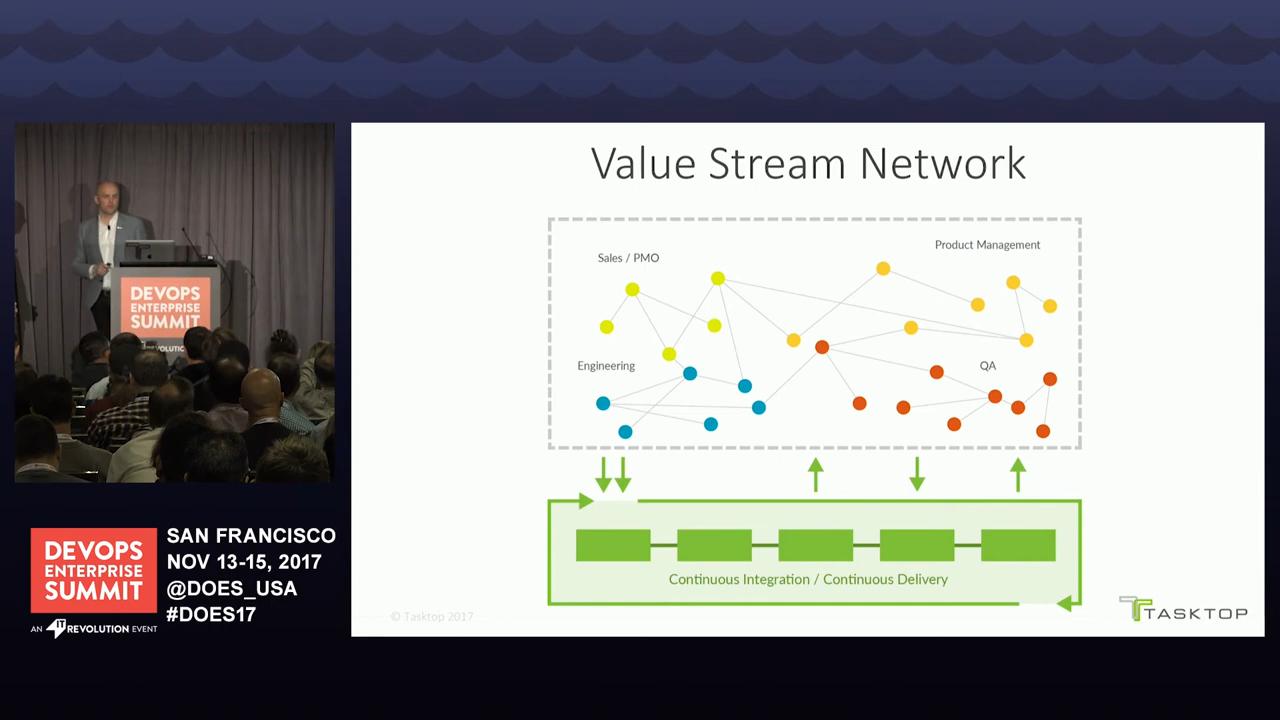 Value Stream Network
Sales / PMO
Product Management
Engineering
QA
Continuous Integration / Continuous Delivery
© Tasktop 2017
TASKTOP
DEVOPS
ENTERPRISE
SUMMIT
REVOLUTION
DEVOPS
ENTERPRISE
SUMMIT
AN IT REVOLUTION EVENT
SAN FRANCISCO
NOV 13-15, 2017
@DOES_USA
#DOES17